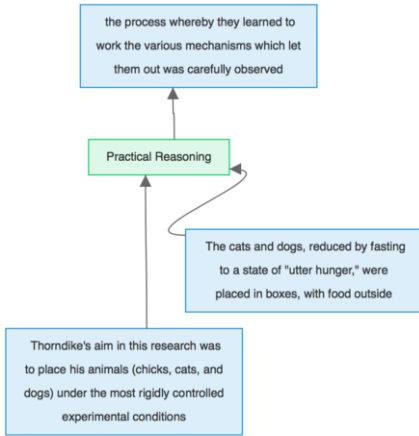 the process whereby they learned to
work the various mechanisms which let
them out was carefully observed
Practical Reasoning
The cats and dogs, reduced by fasting
to a state of "utter hunger," were
placed in boxes, with food outside
Thorndike's aim in this research was
to place his animals (chicks, cats, and
dogs) under the most rigidly controlled
experimental conditions